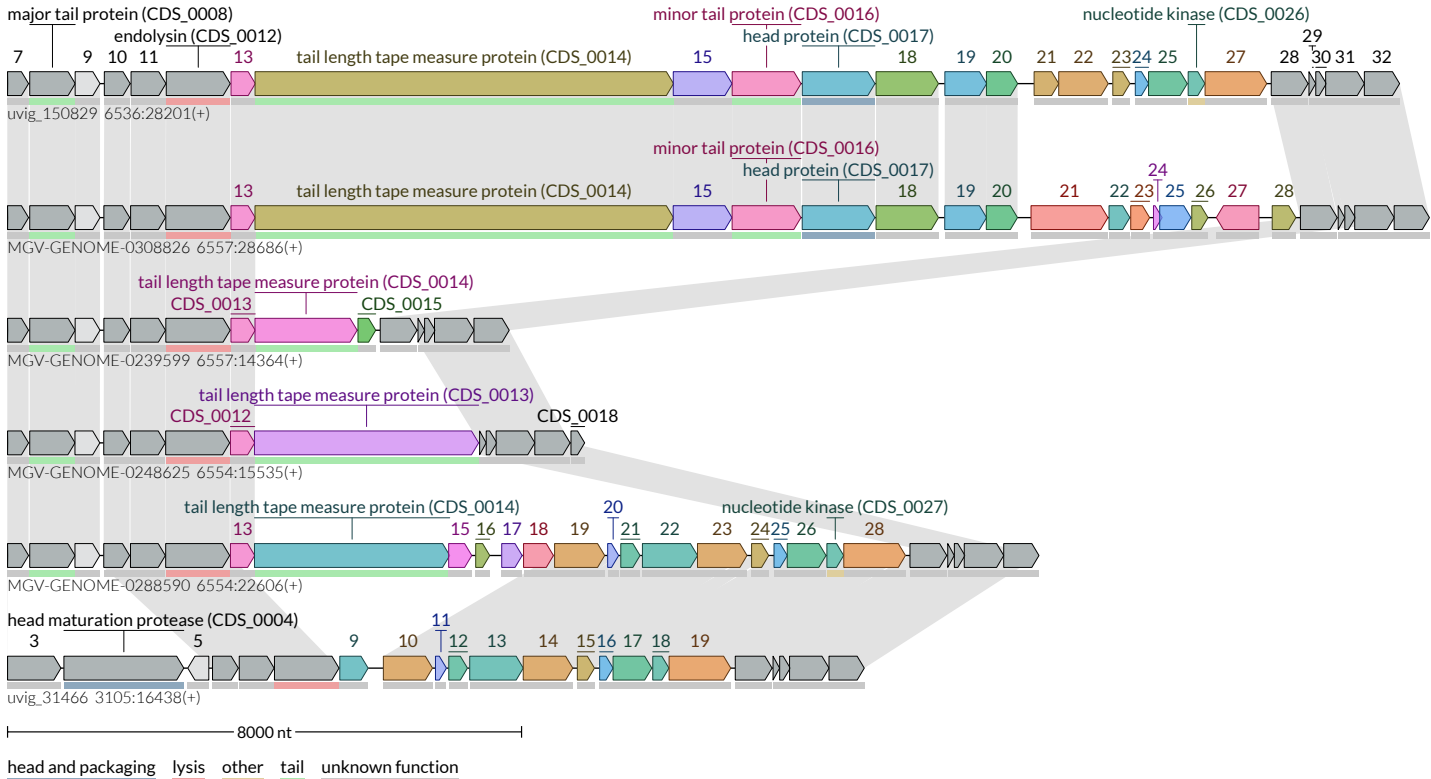 major tail protein (CDS_0008) minor tail protein (CDS_0016) nucleotide kinase (CDS_0026)
endolysin (CDS_0012) head protein (CDS_0017) 29
7 9 10 11 13 tail length tape measure protein (CDS_0014) 15 18 19 20 21 22 23 24 25 27 28 30 31 32
uvig_150829 6536:28201(+)
minor tail protein (CDS_0016)
head protein (CDS_0017) 24
13 tail length tape measure protein (CDS_0014) 15 18 19 20 21 22 23 25 26 27 28
MGV-GENOME-0308826 6557:28686(+)
tail length tape measure protein (CDS_0014)
CDS_0013 CDS_0015
MGV-GENOME-0239599 6557:14364(+)
tail length tape measure protein (CDS_0013)
CDS_0012 CDS_0018
MGV-GENOME-0248625 6554:15535(+)
tail length tape measure protein (CDS_0014) 20 nucleotide kinase (CDS_0027)
13 15 16 17 18 19 21 22 23 24 25 26 28
MGV-GENOME-0288590 6554:22606(+)
head maturation protease (CDS_0004) 11
3 5 9 10 12 13 14 15 16 17 18 19
uvig_31466 3105:16438(+)
8000 nt
head and packaging lysis other tail unknown function